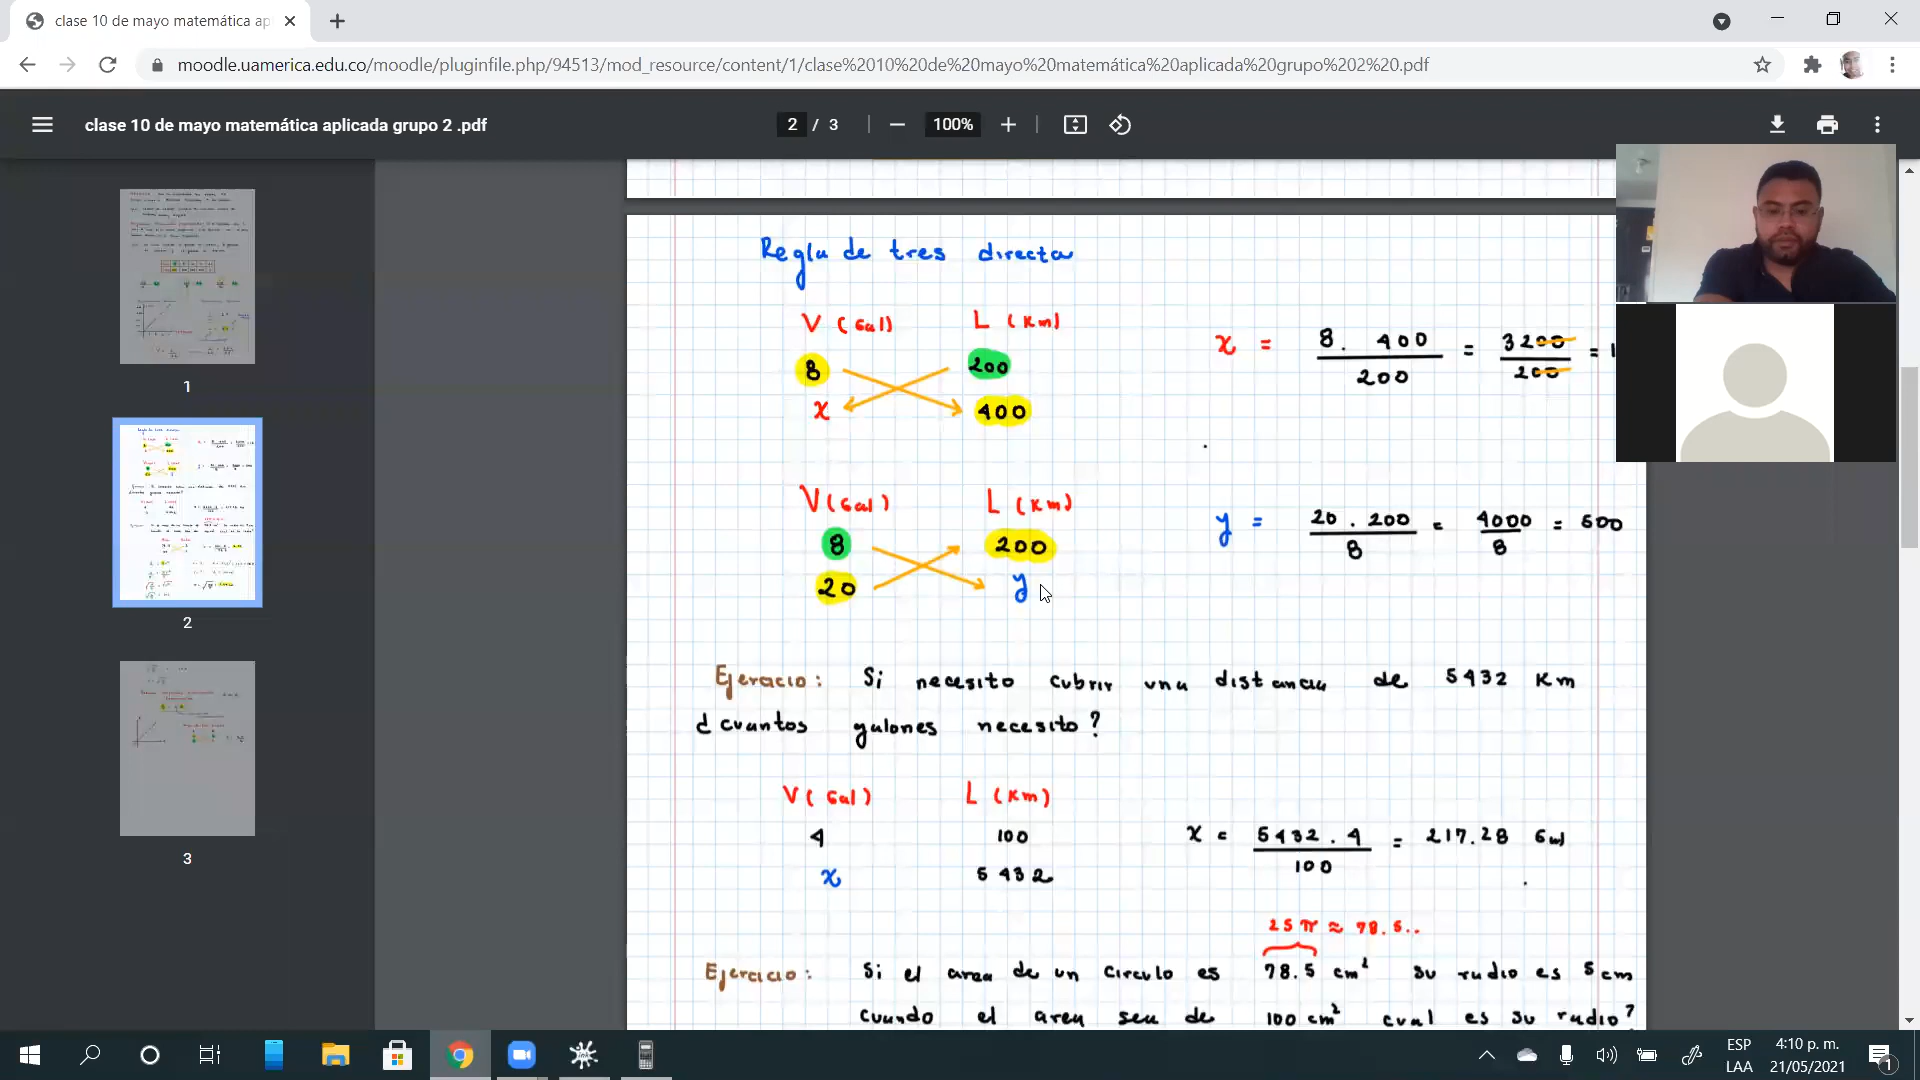 clase 10 de mayo matemática ap
moodle.uamerica.edu.co/moodle/pluginfile.php/94513/mod_resource/content/1/clase%2010%20de%20mayo%20matemática%20aplicada%20grupo%202%20.pdf
clase 10 de mayo matemática aplicada grupo 2 .pdf
2 / 3
100%
1
2
3
Regla de tres directa
V (Gal) L (Km)
8 200
x 400
x = 8. 400 / 200 = 3200 / 200 = 1
V (Gal) L (Km)
8 200
20 y
y = 20 . 200 / 8 = 4000 / 8 = 500
Ejercicio: Si necesito cubrir una distancia de 5432 Km
¿cuantos galones necesito?
V (Gal) L (Km)
4 100
x 5432
x = 5432 . 4 / 100 = 217.28 Gal
25 π ≈ 78.5..
Ejercicio: Si el area de un circulo es 78.5 cm² su radio es 5cm
cuando el area sea de 100 cm² cual es su radio?
ESP
LAA
4:10 p. m.
21/05/2021
1